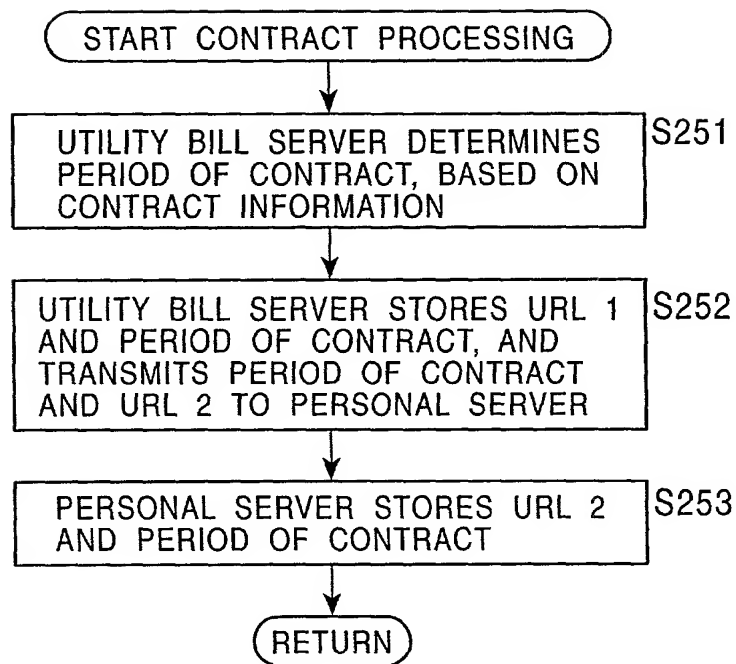 START CONTRACT PROCESSING
UTILITY BILL SERVER DETERMINES
PERIOD OF CONTRACT, BASED ON
CONTRACT INFORMATION
S251
UTILITY BILL SERVER STORES URL 1
AND PERIOD OF CONTRACT, AND
TRANSMITS PERIOD OF CONTRACT
AND URL 2 TO PERSONAL SERVER
S252
PERSONAL SERVER STORES URL 2
AND PERIOD OF CONTRACT
S253
RETURN